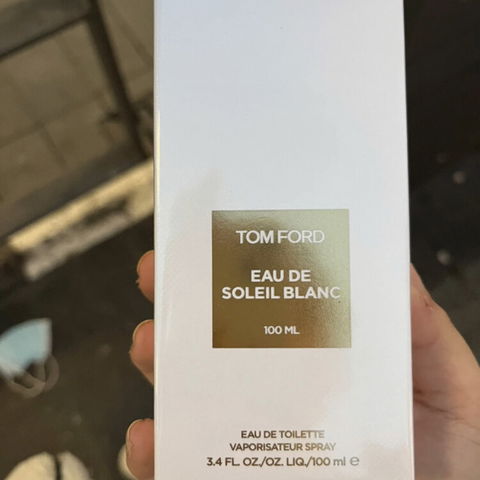 TOM FORD
EAU DE
SOLEIL BLANC
100 ML
EAU DE TOILETTE
VAPORISATEUR SPRAY
3.4 FL. OZ./OZ. LIQ./100 ml ℮